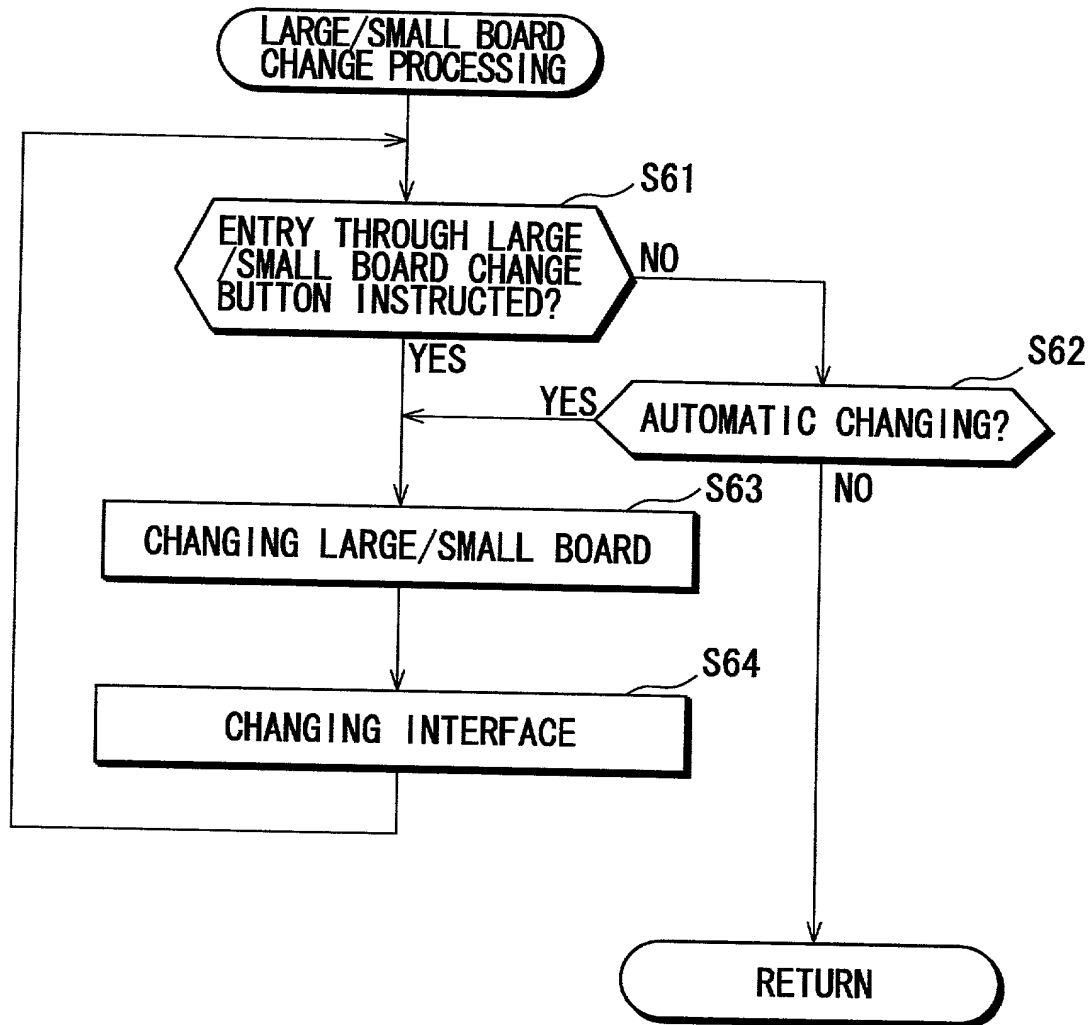 LARGE/SMALL BOARD
CHANGE PROCESSING
S61
ENTRY THROUGH LARGE
/SMALL BOARD CHANGE
BUTTON INSTRUCTED?
NO
YES
S62
YES
AUTOMATIC CHANGING?
NO
S63
CHANGING LARGE/SMALL BOARD
S64
CHANGING INTERFACE
RETURN